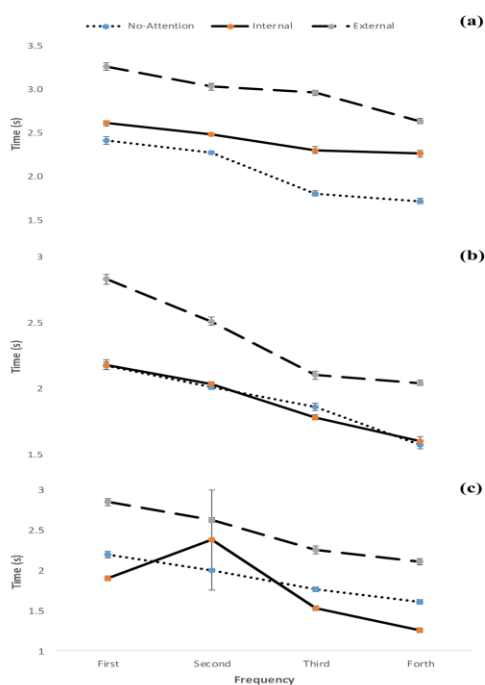 No-Attention Internal External (a)
3.5
3.0
2.5
2.0
1.5
Time (s)
(b)
3
2.5
2
1.5
Time (s)
(c)
3
2.5
2
1.5
1
Time (s)
First Second Third Forth
Frequency